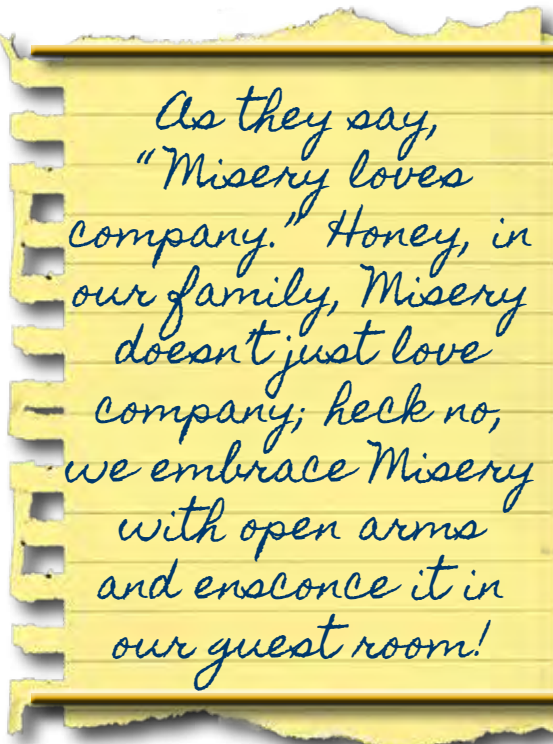 As they say,
"Misery loves
company." Honey, in
our family, Misery
doesn't just love
company; heck no,
we embrace Misery
with open arms
and ensconce it in
our guest room!